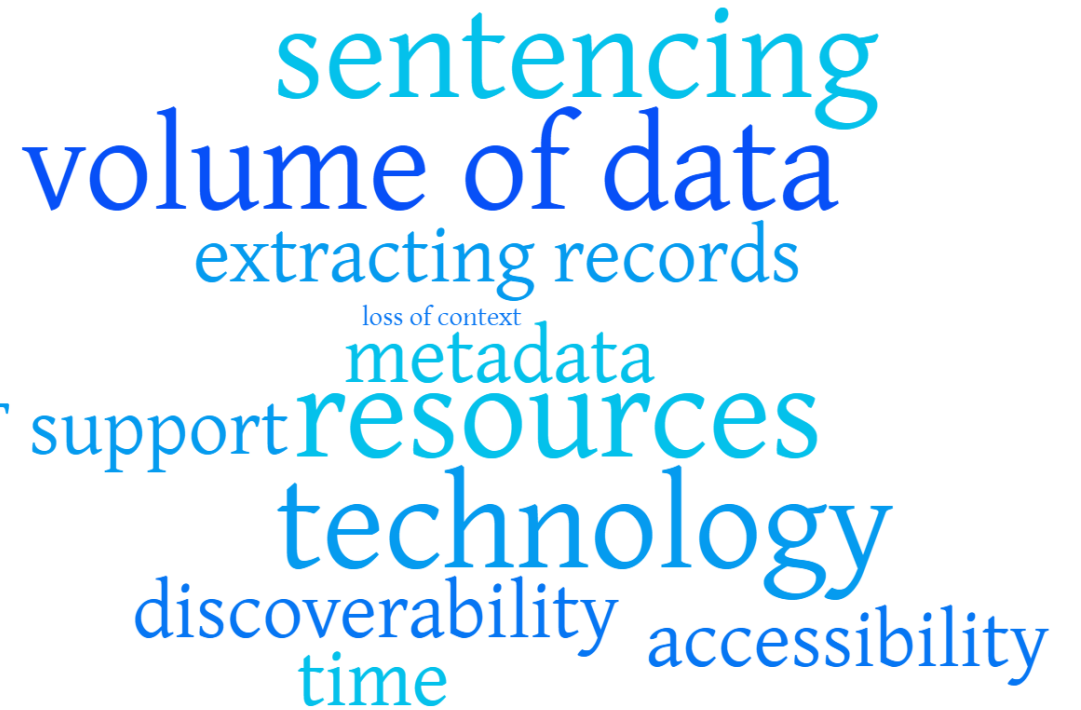 sentencing
volume of data
extracting records
loss of context
metadata
support
resources
technology
discoverability
accessibility
time